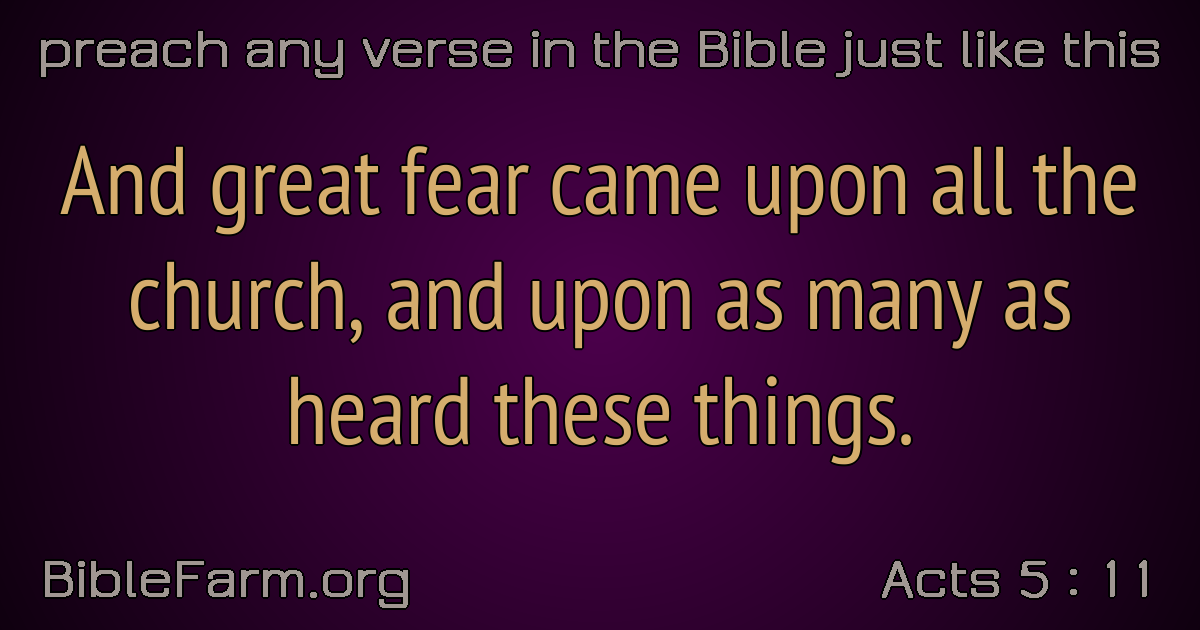 preach any verse in the Bible just like this
And great fear came upon all the
church, and upon as many as
heard these things.
BibleFarm.org
Acts 5 : 11